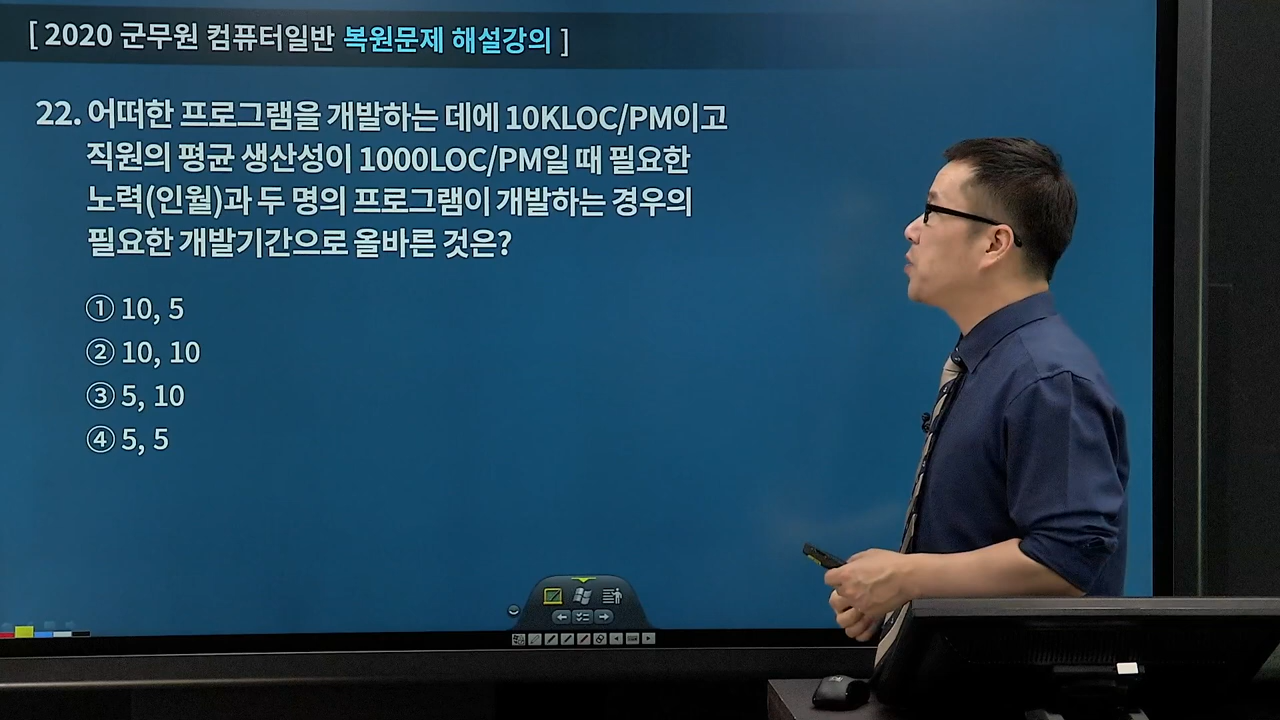 [ 2020 군무원 컴퓨터일반 복원문제 해설강의 ]
22. 어떠한 프로그램을 개발하는 데에 10KLOC/PM이고
직원의 평균 생산성이 1000LOC/PM일 때 필요한
노력(인월)과 두 명의 프로그램이 개발하는 경우의
필요한 개발기간으로 올바른 것은?
① 10, 5
② 10, 10
③ 5, 10
④ 5, 5